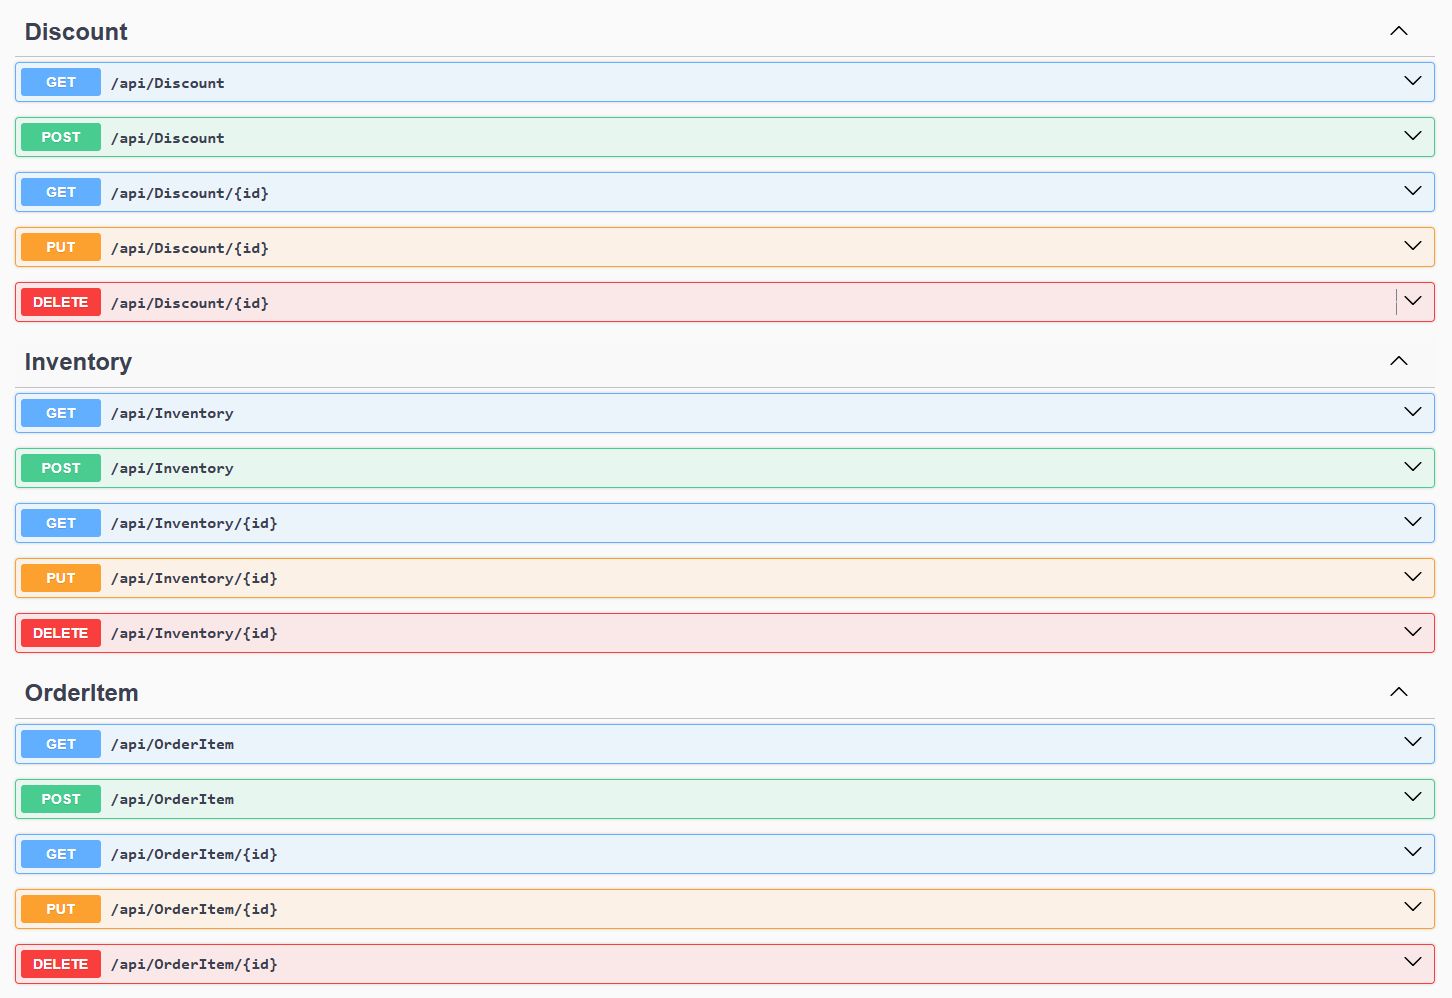 Discount
GET /api/Discount
POST /api/Discount
GET /api/Discount/{id}
PUT /api/Discount/{id}
DELETE /api/Discount/{id}
Inventory
GET /api/Inventory
POST /api/Inventory
GET /api/Inventory/{id}
PUT /api/Inventory/{id}
DELETE /api/Inventory/{id}
OrderItem
GET /api/OrderItem
POST /api/OrderItem
GET /api/OrderItem/{id}
PUT /api/OrderItem/{id}
DELETE /api/OrderItem/{id}